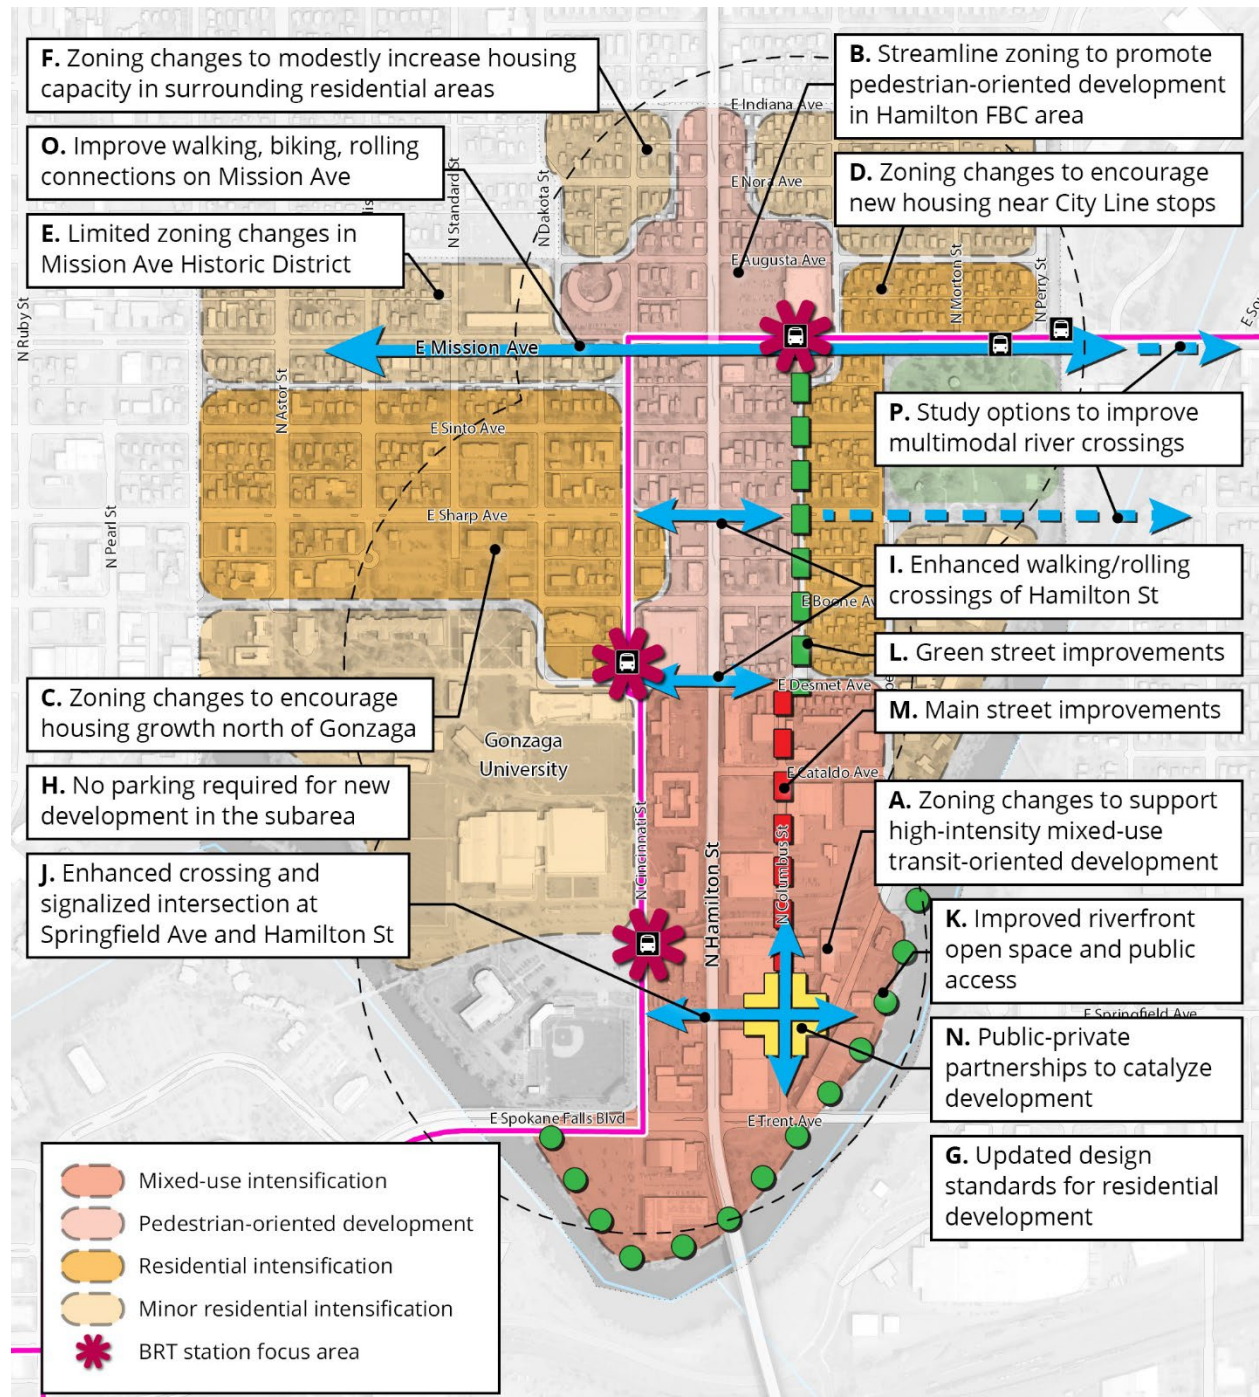 F. Zoning changes to modestly increase housing
capacity in surrounding residential areas
B. Streamline zoning to promote
pedestrian-oriented development
in Hamilton FBC area
E Indiana Ave
O. Improve walking, biking, rolling
connections on Mission Ave
N Standard St
N Dakota St
E Nora Ave
D. Zoning changes to encourage
new housing near City Line stops
E. Limited zoning changes in
Mission Ave Historic District
E Augusta Ave
N Morton St
N Perry St
N Ruby St
E Mission Ave
N Astor St
E Sinto Ave
P. Study options to improve
multimodal river crossings
N Pearl St
E Sharp Ave
I. Enhanced walking/rolling
crossings of Hamilton St
E Boone Av
L. Green street improvements
E Desmet Ave
C. Zoning changes to encourage
housing growth north of Gonzaga
M. Main street improvements
Gonzaga
University
E Cataldo Ave
H. No parking required for new
development in the subarea
N Cincinnati St
N Hamilton St
N Columbus St
A. Zoning changes to support
high-intensity mixed-use
transit-oriented development
J. Enhanced crossing and
signalized intersection at
Springfield Ave and Hamilton St
K. Improved riverfront
open space and public
access
E Springfield Ave
N. Public-private
partnerships to catalyze
development
E Spokane Falls Blvd
E Trent Ave
G. Updated design
standards for residential
development
Mixed-use intensification
Pedestrian-oriented development
Residential intensification
Minor residential intensification
BRT station focus area